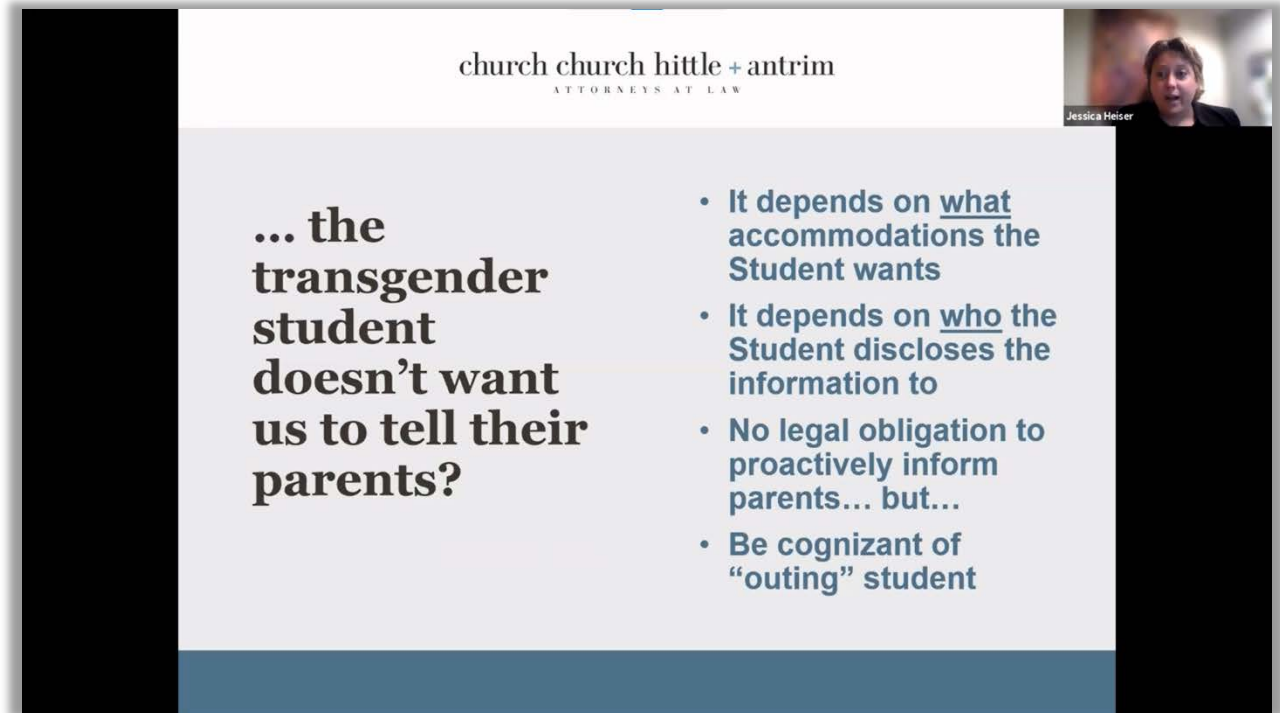 church church hittle + antrim
ATTORNEYS AT LAW
Jessica Heiser
... the
transgender
student
doesn’t want
us to tell their
parents?
• It depends on what
accommodations the
Student wants
• It depends on who the
Student discloses the
information to
• No legal obligation to
proactively inform
parents... but...
• Be cognizant of
“outing” student